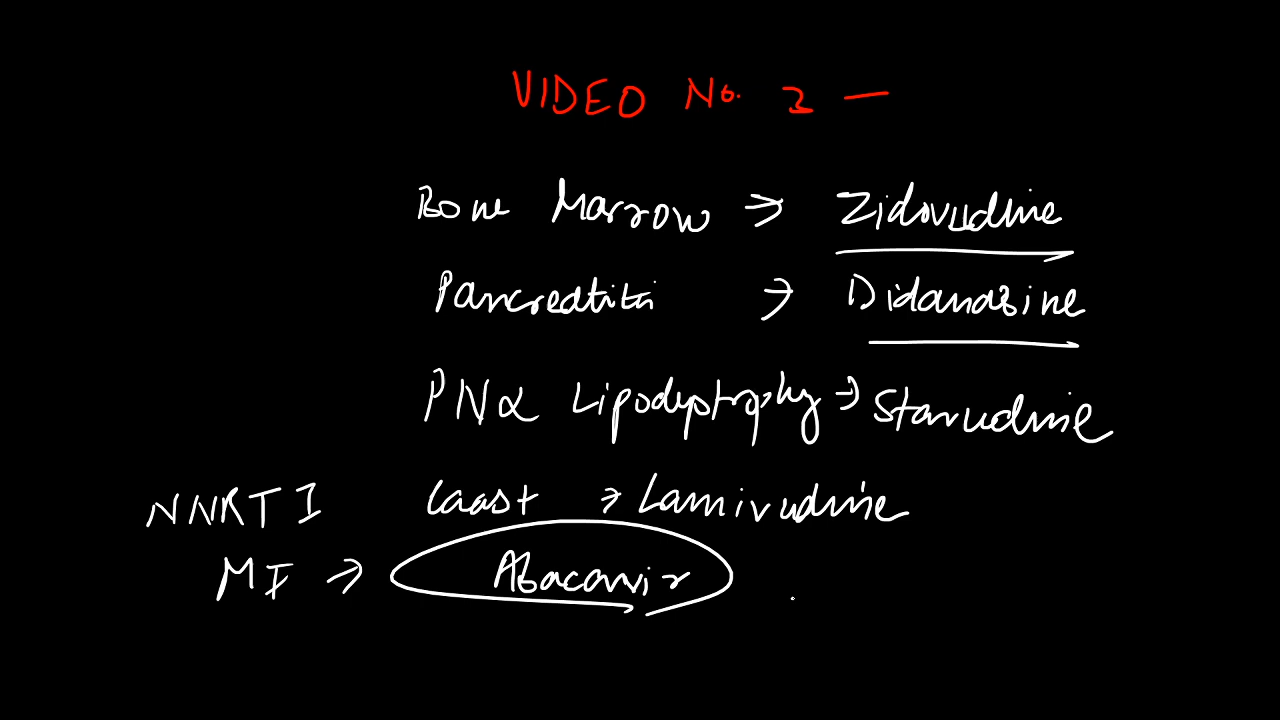 VIDEO No. 2 —
Bone Marrow ⇒ Zidovudine
Pancreatitis → Didanosine
PN & Lipodystrophy ⇒ Stavudine
NNRTI Least → Lamivudine
MI ⇒ Abacavir